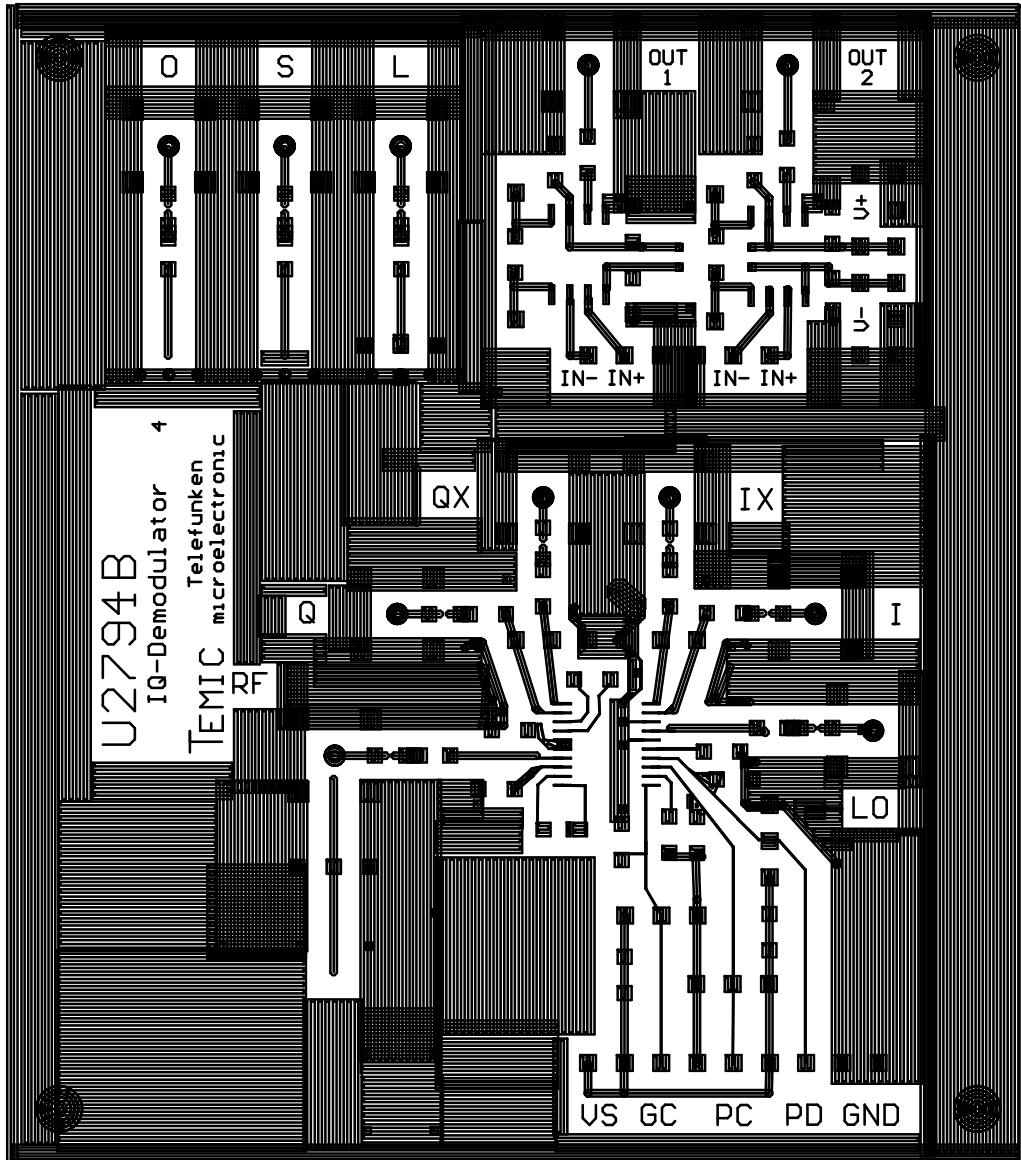 O S L
OUT 1
OUT 2
V+
V-
IN- IN+ IN- IN+
U2794B
IQ-Demodulator 4
TEMIC Telefunken
microelectronic
QX IX
Q I
RF
LO
VS GC PC PD GND